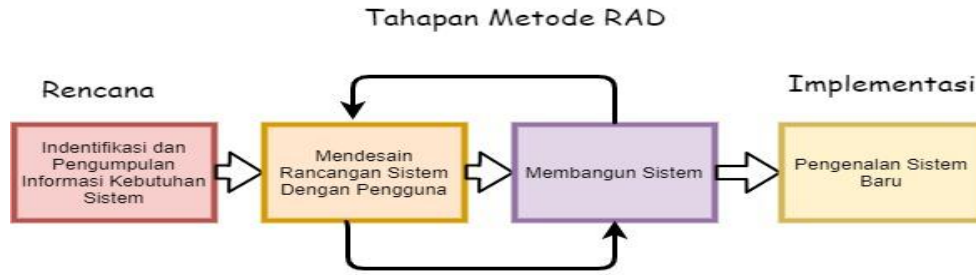 Tahapan Metode RAD
Rencana
Implementasi
Indentifikasi dan
Pengumpulan
Informasi Kebutuhan
Sistem
Mendesain
Rancangan Sistem
Dengan Pengguna
Membangun Sistem
Pengenalan Sistem
Baru